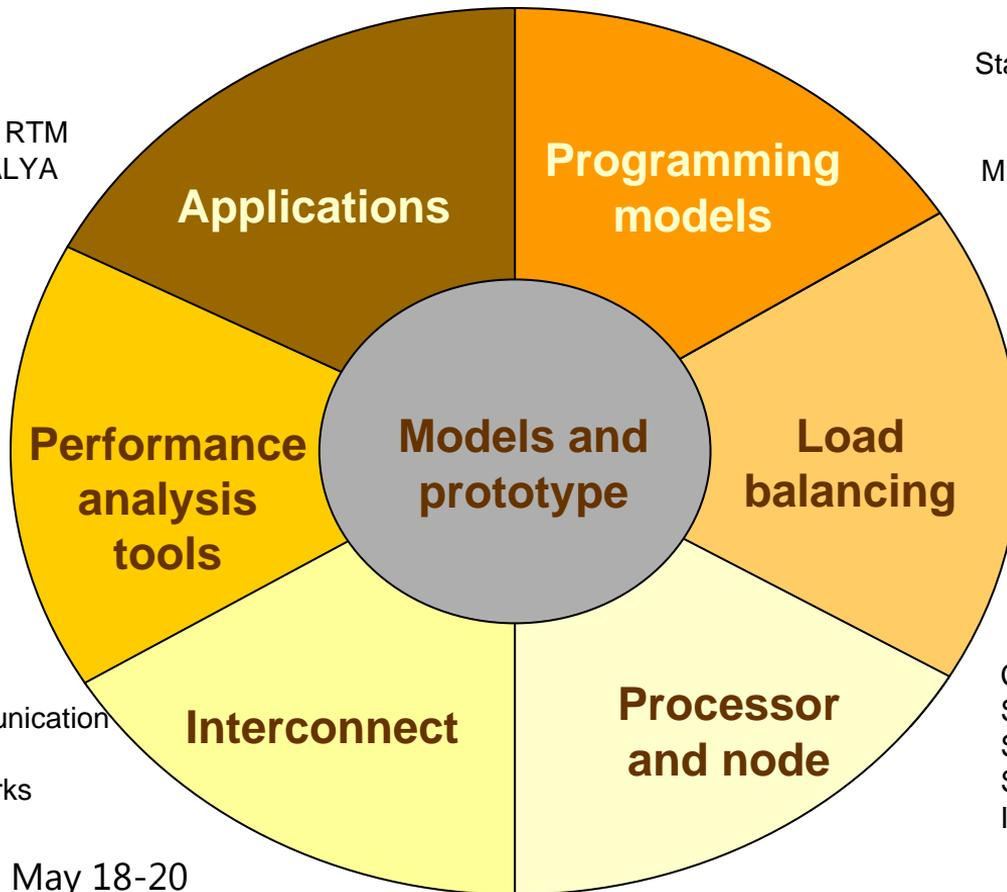 RTM
Applications
Programming
models
Performance
analysis
tools
Models and
prototype
Load
balancing
Interconnect
Processor
and node
May 18-20